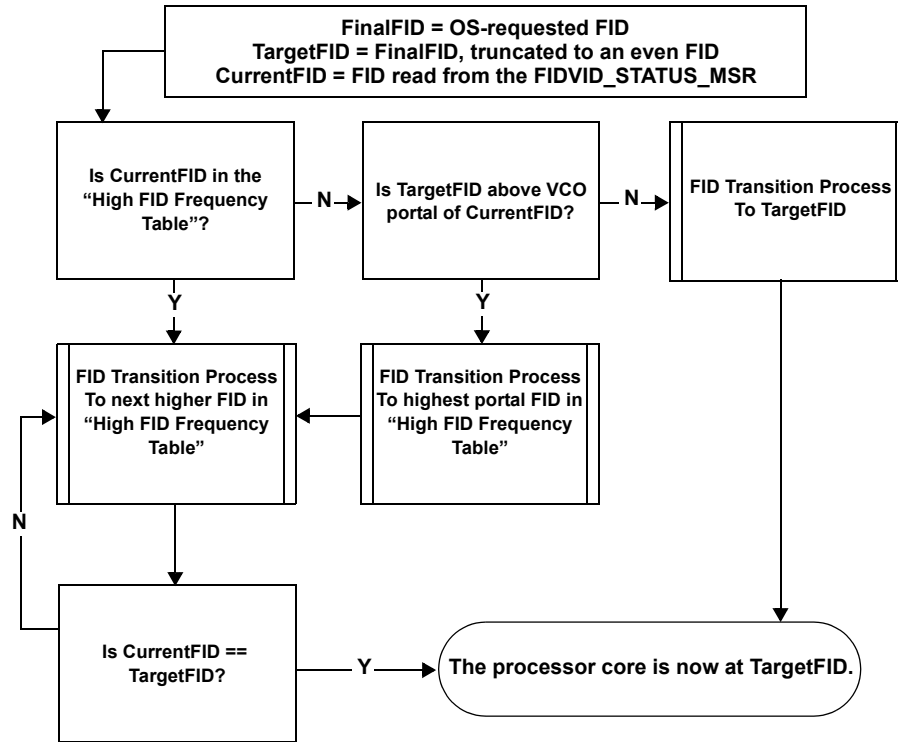 FinalFID = OS-requested FID
TargetFID = FinalFID, truncated to an even FID
CurrentFID = FID read from the FIDVID_STATUS_MSR
Is CurrentFID in the
“High FID Frequency
Table”?
N
Is TargetFID above VCO
portal of CurrentFID?
N
FID Transition Process
To TargetFID
Y
Y
FID Transition Process
To next higher FID in
“High FID Frequency
Table”
FID Transition Process
To highest portal FID in
“High FID Frequency
Table”
N
Is CurrentFID ==
TargetFID?
Y
The processor core is now at TargetFID.